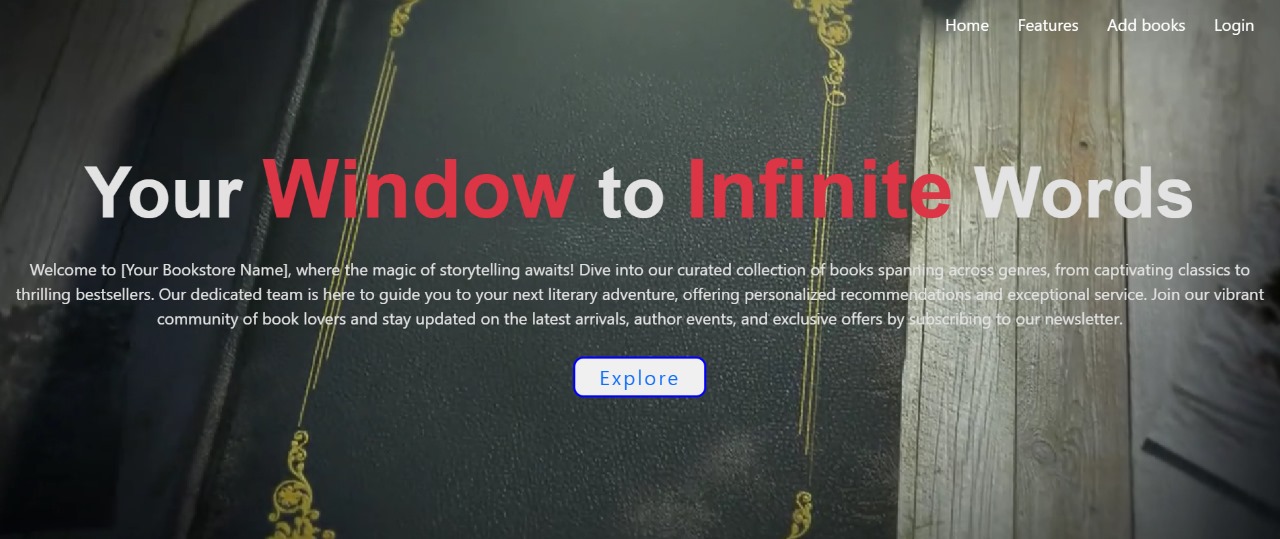 Home Features Add books Login
Your Window to Infinite Words
Welcome to [Your Bookstore Name], where the magic of storytelling awaits! Dive into our curated collection of books spanning across genres, from captivating classics to
thrilling bestsellers. Our dedicated team is here to guide you to your next literary adventure, offering personalized recommendations and exceptional service. Join our vibrant
community of book lovers and stay updated on the latest arrivals, author events, and exclusive offers by subscribing to our newsletter.
Explore